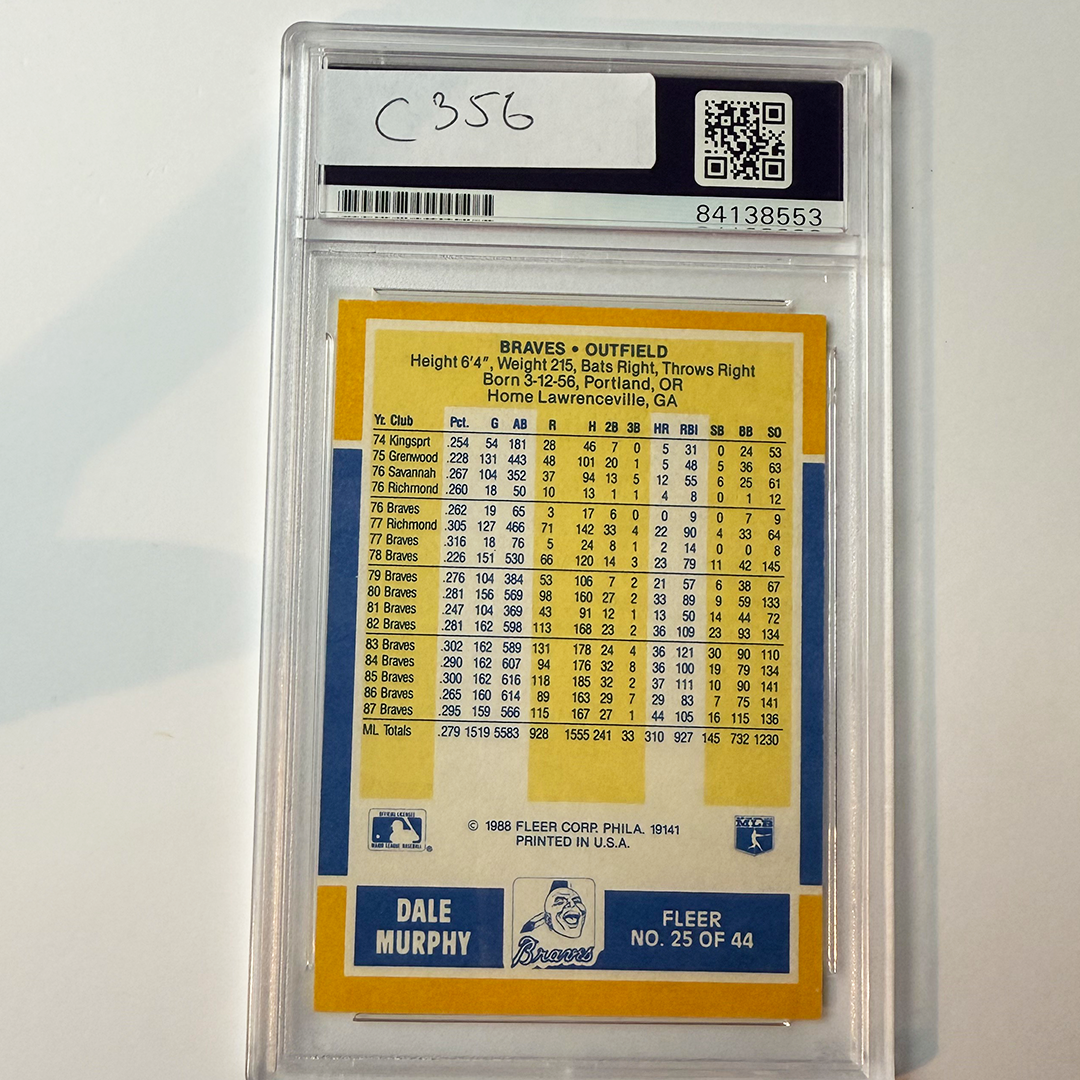 C356
84138553
BRAVES • OUTFIELD
Height 6'4", Weight 215, Bats Right, Throws Right
Born 3-12-56, Portland, OR
Home Lawrenceville, GA
Yr. Club Pct. G AB R H 2B 3B HR RBI SB BB SO
74 Kingsprt .254 54 181 28 46 7 0 5 31 0 24 53
75 Grenwood .228 131 443 48 101 20 1 5 48 5 36 63
76 Savannah .267 104 352 37 94 13 5 12 55 6 25 61
76 Richmond .260 18 50 10 13 1 1 4 8 0 1 12
76 Braves .262 19 65 3 17 6 0 0 9 0 7 9
77 Richmond .305 127 466 71 142 33 4 22 90 4 33 64
77 Braves .316 18 76 5 24 8 1 2 14 0 0 8
78 Braves .226 151 530 66 120 14 3 23 79 11 42 145
79 Braves .276 104 384 53 106 7 2 21 57 6 38 67
80 Braves .281 156 569 98 160 27 2 33 89 9 59 133
81 Braves .247 104 369 43 91 12 1 13 50 14 44 72
82 Braves .281 162 598 113 168 23 2 36 109 23 93 134
83 Braves .302 162 589 131 178 24 4 36 121 30 90 110
84 Braves .290 162 607 94 176 32 8 36 100 19 79 134
85 Braves .300 162 616 118 185 32 2 37 111 10 90 141
86 Braves .265 160 614 89 163 29 7 29 83 7 75 141
87 Braves .295 159 566 115 167 27 1 44 105 16 115 136
ML Totals .279 1519 5583 928 1555 241 33 310 927 145 732 1230
OFFICIAL LICENSEE
MAJOR LEAGUE BASEBALL ®
© 1988 FLEER CORP. PHILA. 19141
PRINTED IN U.S.A.
MLB
DALE
MURPHY
Braves
FLEER
NO. 25 OF 44